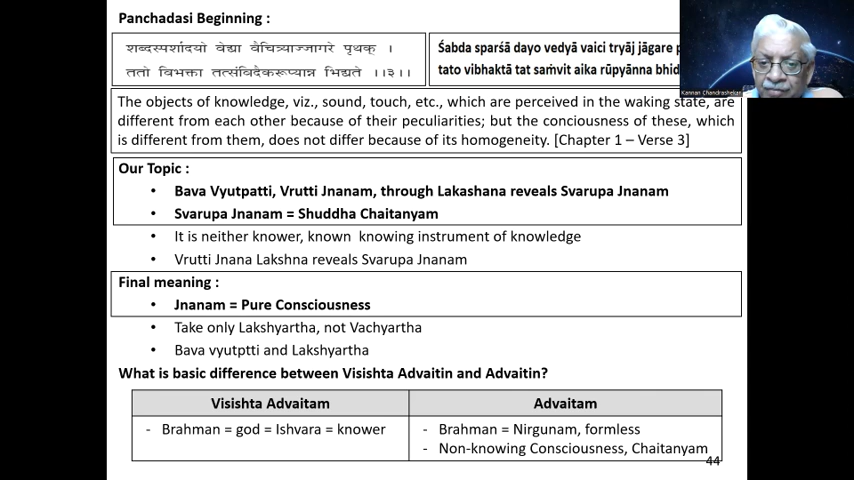 Panchadasi Beginning :
शब्दस्पर्शादयो वेद्या वैचित्र्याज्जागरे पृथक् ।
ततो विभक्ता तत्संविदैकरूप्यान्न भिद्यते ।।३।।
Śabda sparśā dayo vedyā vaici tryāj jāgare
tato vibhaktā tat saṁvit aika rūpyānna
Kannan Chandrashekar
The objects of knowledge, viz., sound, touch, etc., which are perceived in the waking state, are
different from each other because of their peculiarities; but the conciousness of these, which
is different from them, does not differ because of its homogeneity. [Chapter 1 – Verse 3]
Our Topic :
• Bava Vyutpatti, Vrutti Jnanam, through Lakashana reveals Svarupa Jnanam
• Svarupa Jnanam = Shuddha Chaitanyam
• It is neither knower, known knowing instrument of knowledge
• Vrutti Jnana Lakshna reveals Svarupa Jnanam
Final meaning :
• Jnanam = Pure Consciousness
• Take only Lakshyartha, not Vachyartha
• Bava vyutptti and Lakshyartha
What is basic difference between Visishta Advaitin and Advaitin?
Visishta Advaitam Advaitam
- Brahman = god = Ishvara = knower - Brahman = Nirgunam, formless
- Non-knowing Consciousness, Chaitanyam
44